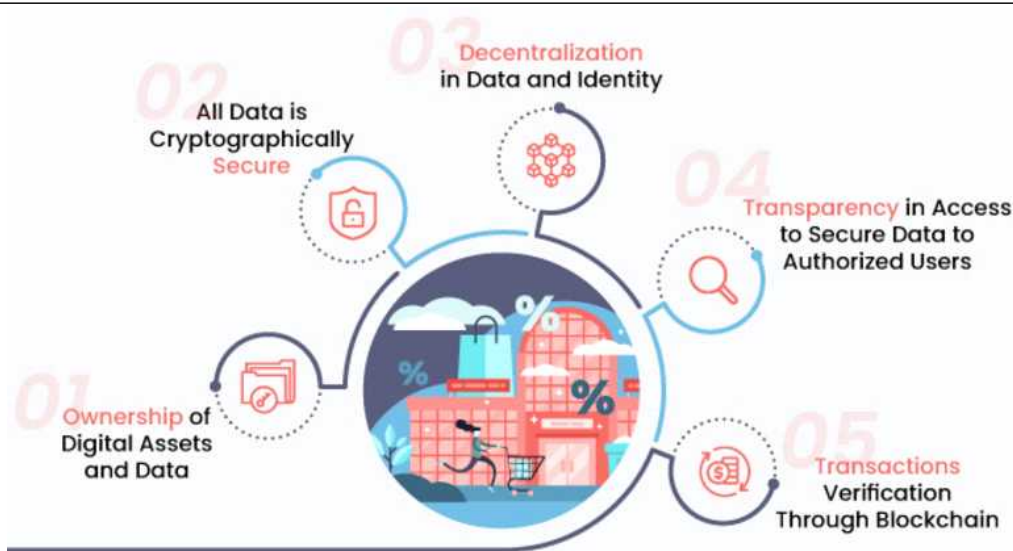 01
Ownership of
Digital Assets
and Data
02
All Data is
Cryptographically
Secure
03
Decentralization
in Data and Identity
04
Transparency in Access
to Secure Data to
Authorized Users
05
Transactions
Verification
Through Blockchain
%
%
%
$